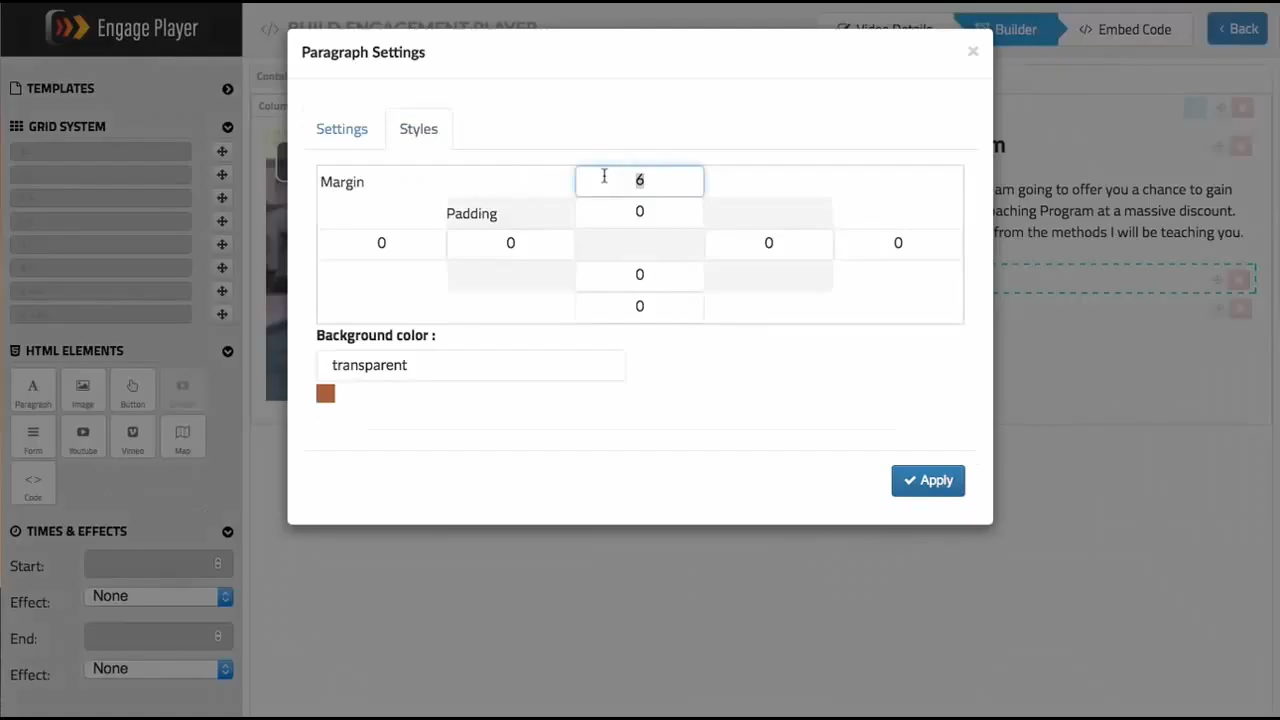 Engage Player
BUILD ENGAGEMENT PLAYER
Video Details
Builder
</> Embed Code
Back
TEMPLATES
GRID SYSTEM
HTML ELEMENTS
Paragraph
Image
Button
Form
Youtube
Vimeo
Map
<>
Code
TIMES & EFFECTS
Start:
Effect:
None
End:
Effect:
None
Paragraph Settings
×
Settings
Styles
Margin
6
Padding
0
0
0
0
0
0
0
Background color :
transparent
Apply
am going to offer you a chance to gain
Program at a massive discount.
from the methods I will be teaching you.